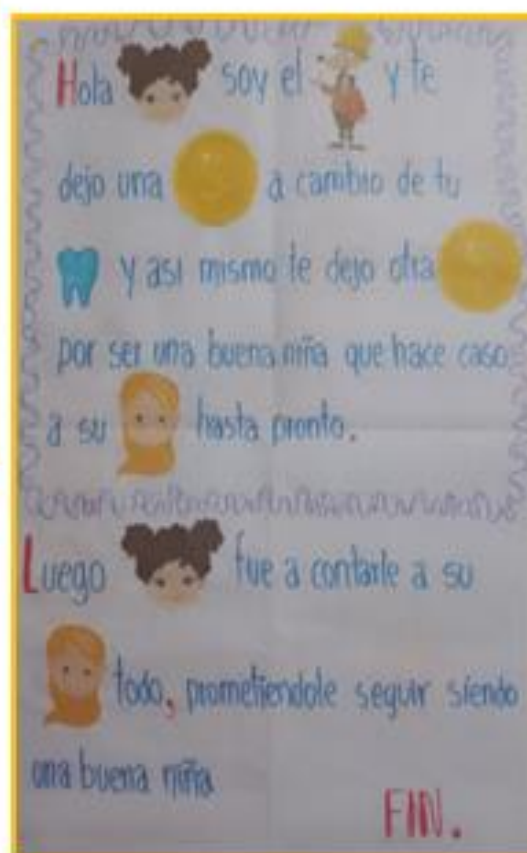 Hola soy el y te
dejo una a cambio de tu
y asi mismo te dejo otra
por ser una buena niña que hace caso
a su hasta pronto.
Luego fue a contarle a su
todo, prometiendole seguir siendo
una buena niña
FIN.